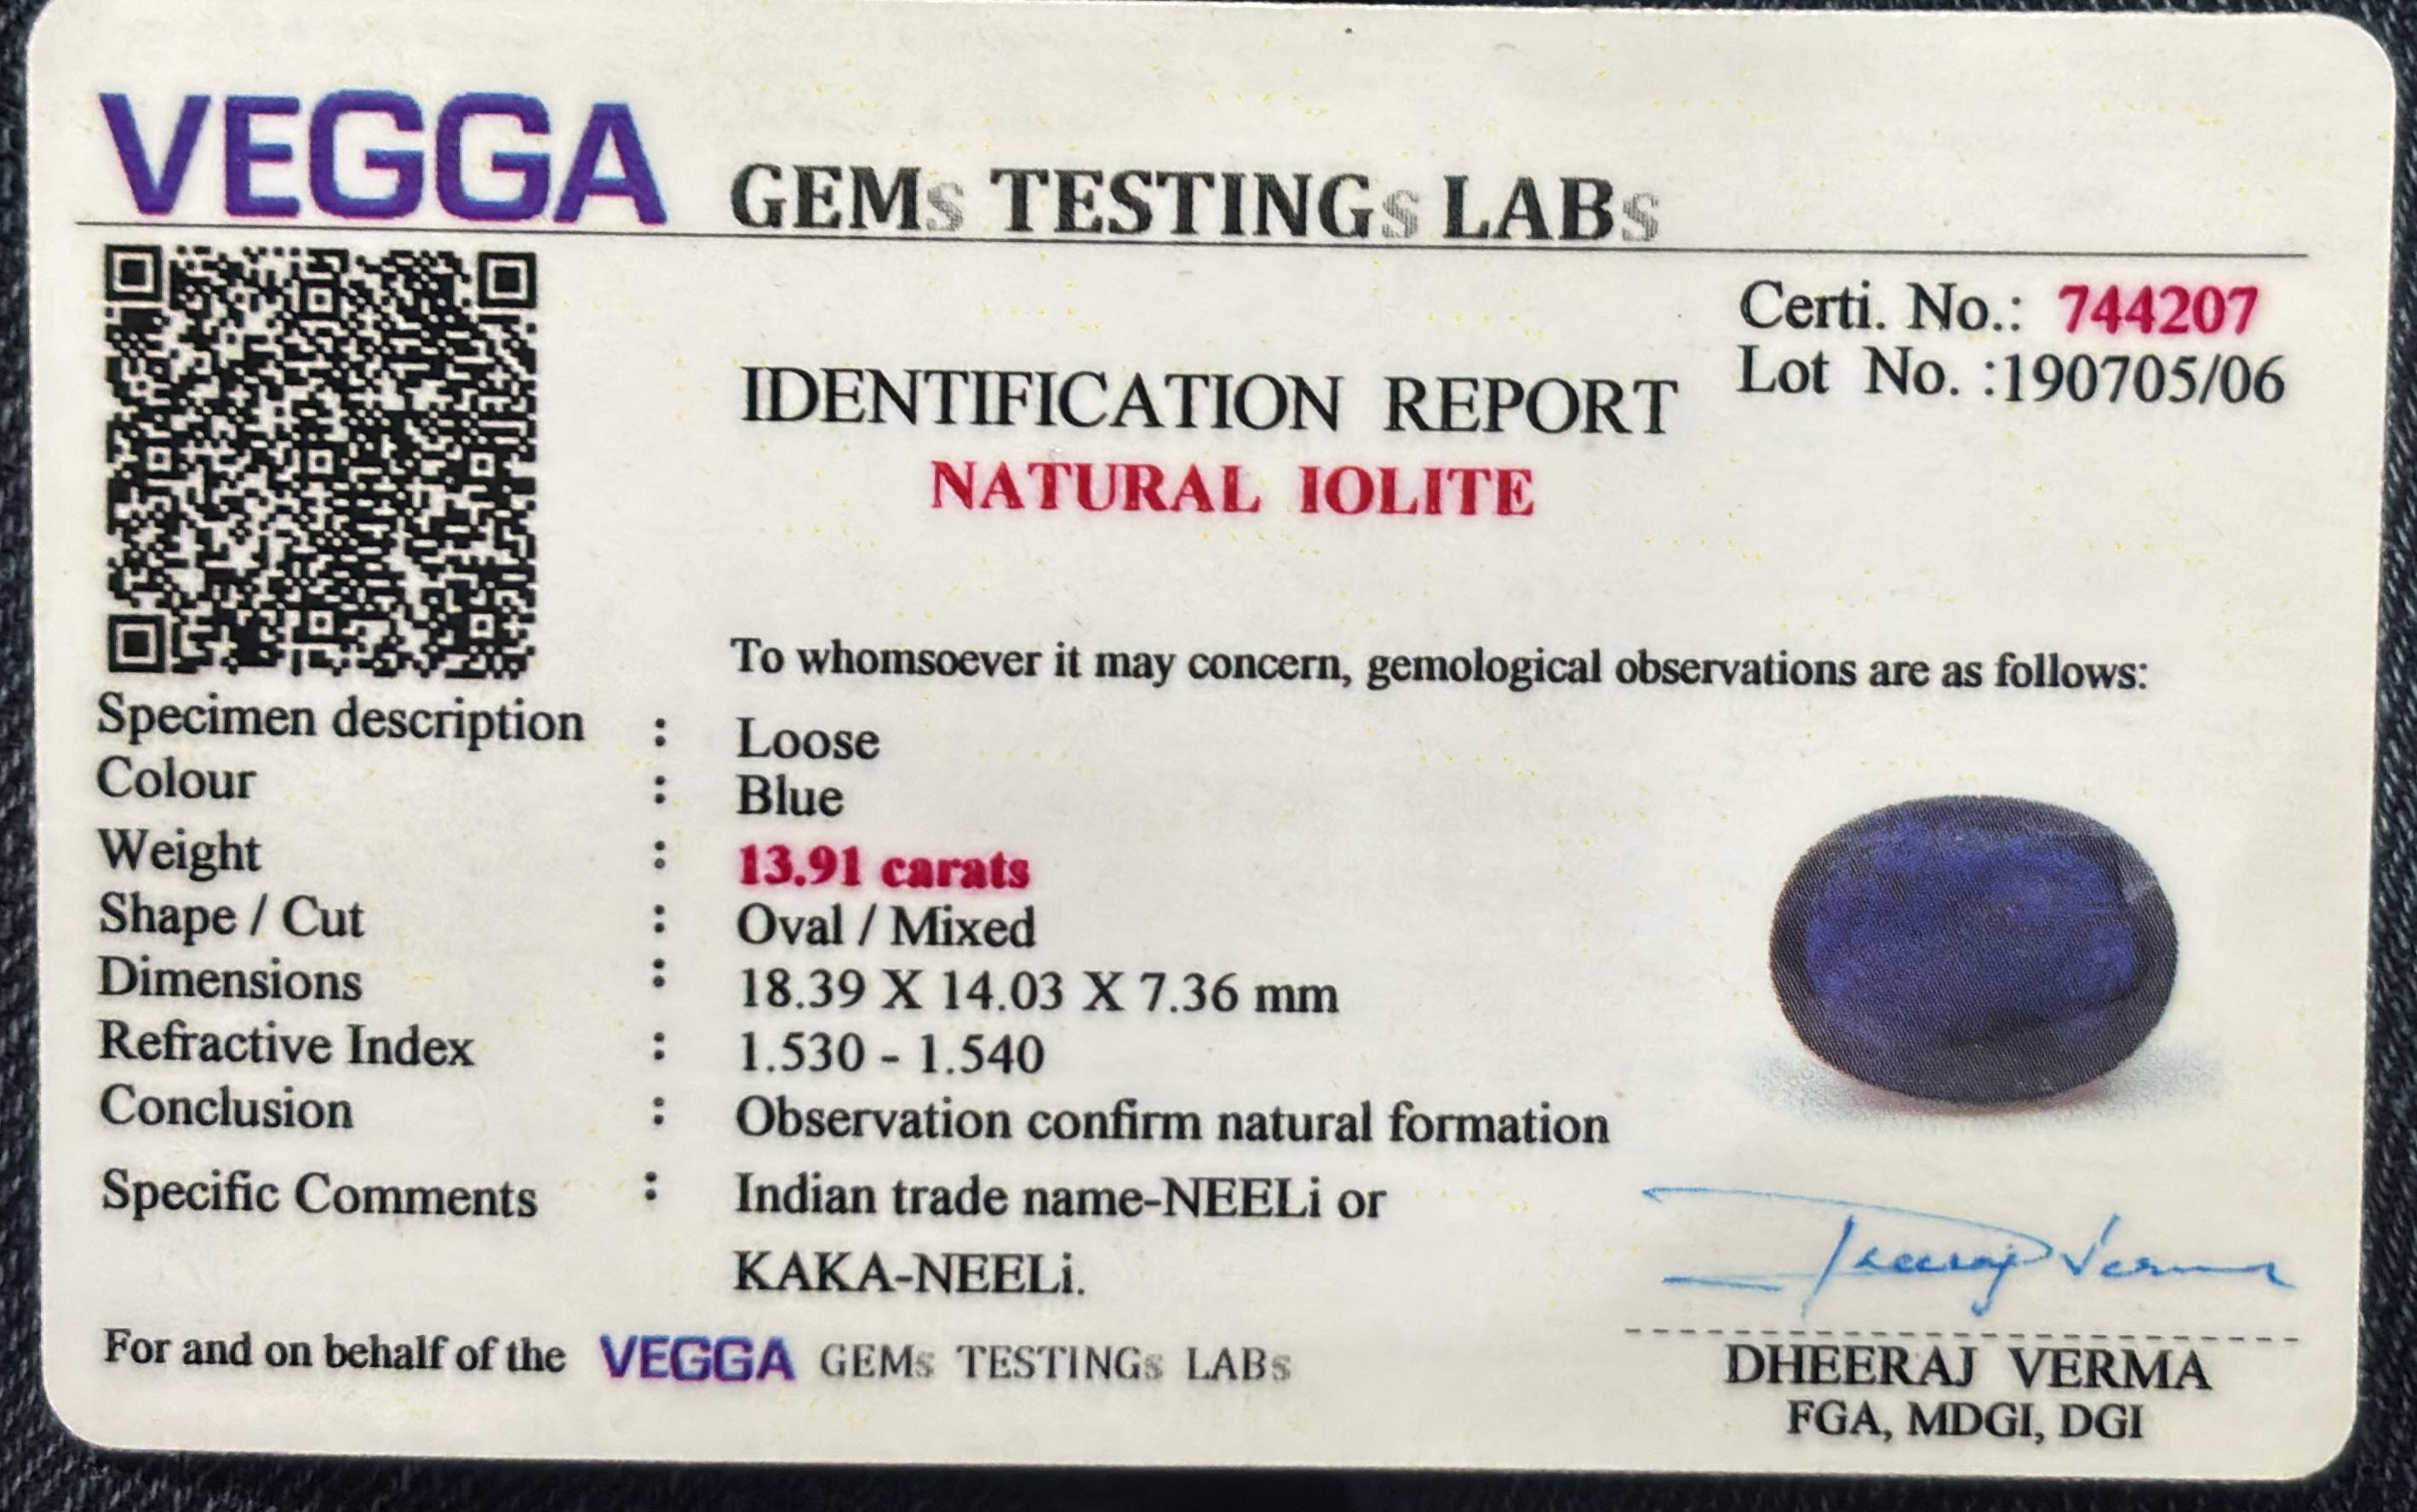 VEGGA GEMs TESTINGs LABs
Certi. No.: 744207
Lot No. :190705/06
IDENTIFICATION REPORT
NATURAL IOLITE
To whomsoever it may concern, gemological observations are as follows:
Specimen description : Loose
Colour : Blue
Weight : 13.91 carats
Shape / Cut : Oval / Mixed
Dimensions : 18.39 X 14.03 X 7.36 mm
Refractive Index : 1.530 - 1.540
Conclusion : Observation confirm natural formation
Specific Comments : Indian trade name-NEELi or
KAKA-NEELi.
Dheeraj Verma
For and on behalf of the VEGGA GEMs TESTINGs LABs
DHEERAJ VERMA
FGA, MDGI, DGI